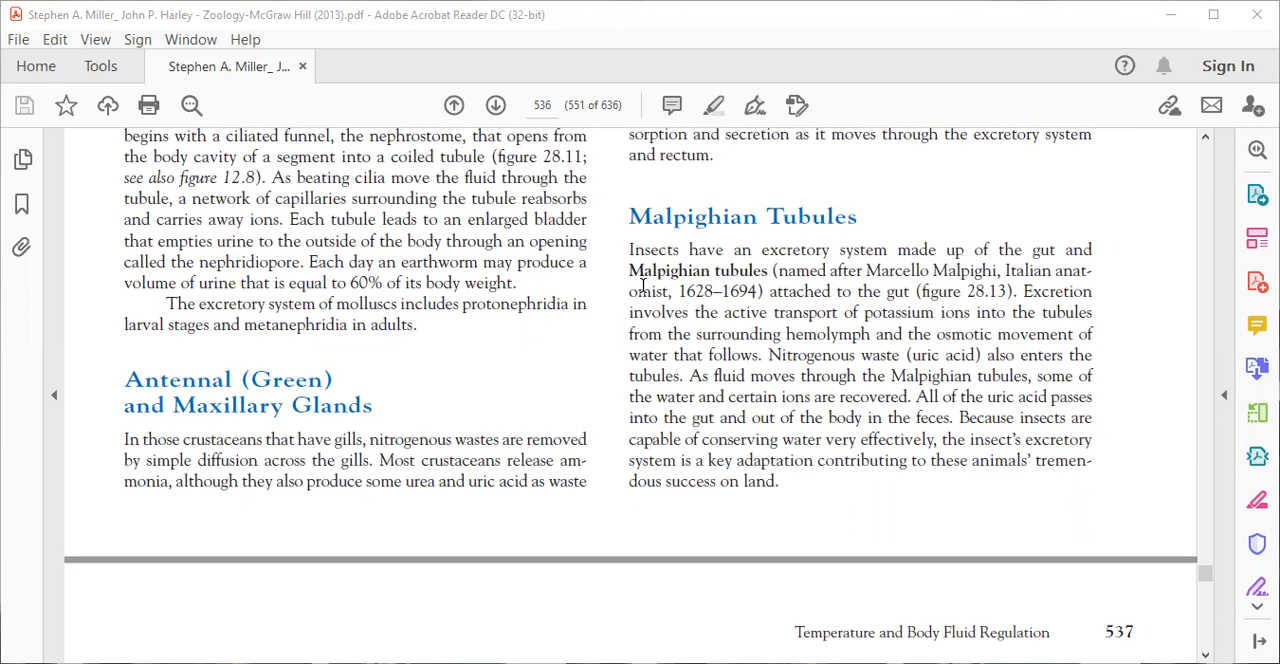 Stephen A. Miller_ John P. Harley - Zoology-McGraw Hill (2013).pdf - Adobe Acrobat Reader DC (32-bit)
File Edit View Sign Window Help
Home Tools Stephen A. Miller_ J... × Sign In
536 (551 of 636)
begins with a ciliated funnel, the nephrostome, that opens from
the body cavity of a segment into a coiled tubule (figure 28.11;
see also figure 12.8). As beating cilia move the fluid through the
tubule, a network of capillaries surrounding the tubule reabsorbs
and carries away ions. Each tubule leads to an enlarged bladder
that empties urine to the outside of the body through an opening
called the nephridiopore. Each day an earthworm may produce a
volume of urine that is equal to 60% of its body weight.
The excretory system of molluscs includes protonephridia in
larval stages and metanephridia in adults.
Antennal (Green)
and Maxillary Glands
In those crustaceans that have gills, nitrogenous wastes are removed
by simple diffusion across the gills. Most crustaceans release am-
monia, although they also produce some urea and uric acid as waste
sorption and secretion as it moves through the excretory system
and rectum.
Malpighian Tubules
Insects have an excretory system made up of the gut and
Malpighian tubules (named after Marcello Malpighi, Italian anat-
omist, 1628–1694) attached to the gut (figure 28.13). Excretion
involves the active transport of potassium ions into the tubules
from the surrounding hemolymph and the osmotic movement of
water that follows. Nitrogenous waste (uric acid) also enters the
tubules. As fluid moves through the Malpighian tubules, some of
the water and certain ions are recovered. All of the uric acid passes
into the gut and out of the body in the feces. Because insects are
capable of conserving water very effectively, the insect's excretory
system is a key adaptation contributing to these animals' tremen-
dous success on land.
Temperature and Body Fluid Regulation 537